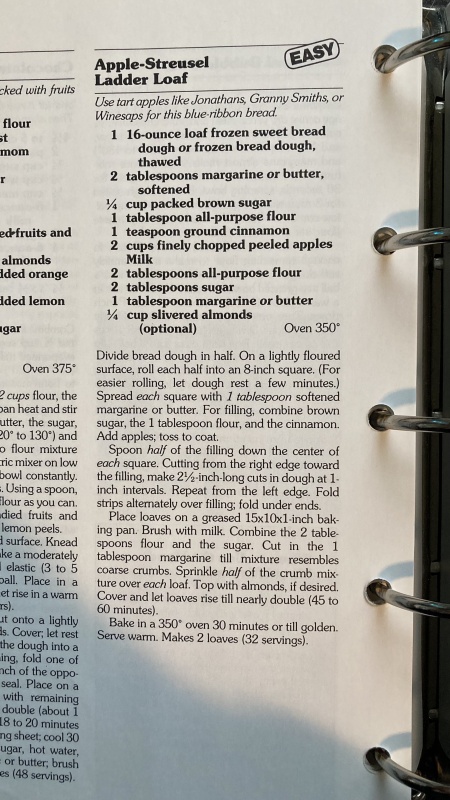 cked with fruits
flour
st
mom
r
ed fruits and
almonds
dded orange
dded lemon
ugar
Oven 375°
2 cups flour, the
pan heat and stir
utter, the sugar,
20° to 130°) and
o flour mixture
tric mixer on low
bowl constantly.
s. Using a spoon,
flour as you can.
died fruits and
lemon peels.
d surface. Knead
ake a moderately
l elastic (3 to 5
ball. Place in a
et rise in a warm
rs).
ut onto a lightly
ds. Cover; let rest
the dough into a
ing, fold one of
nch of the oppo-
seal. Place on a
with remaining
double (about 1
18 to 20 minutes
ng sheet; cool 30
ugar, hot water,
e or butter; brush
es (48 servings).
Apple-Streusel
Ladder Loaf
EASY
Use tart apples like Jonathans, Granny Smiths, or
Winesaps for this blue-ribbon bread.
1 16-ounce loaf frozen sweet bread
dough or frozen bread dough,
thawed
2 tablespoons margarine or butter,
softened
¼ cup packed brown sugar
1 tablespoon all-purpose flour
1 teaspoon ground cinnamon
2 cups finely chopped peeled apples
Milk
2 tablespoons all-purpose flour
2 tablespoons sugar
1 tablespoon margarine or butter
¼ cup slivered almonds
(optional) Oven 350°
Divide bread dough in half. On a lightly floured
surface, roll each half into an 8-inch square. (For
easier rolling, let dough rest a few minutes.)
Spread each square with 1 tablespoon softened
margarine or butter. For filling, combine brown
sugar, the 1 tablespoon flour, and the cinnamon.
Add apples; toss to coat.
Spoon half of the filling down the center of
each square. Cutting from the right edge toward
the filling, make 2½-inch-long cuts in dough at 1-
inch intervals. Repeat from the left edge. Fold
strips alternately over filling; fold under ends.
Place loaves on a greased 15x10x1-inch bak-
ing pan. Brush with milk. Combine the 2 table-
spoons flour and the sugar. Cut in the 1
tablespoon margarine till mixture resembles
coarse crumbs. Sprinkle half of the crumb mix-
ture over each loaf. Top with almonds, if desired.
Cover and let loaves rise till nearly double (45 to
60 minutes).
Bake in a 350° oven 30 minutes or till golden.
Serve warm. Makes 2 loaves (32 servings).